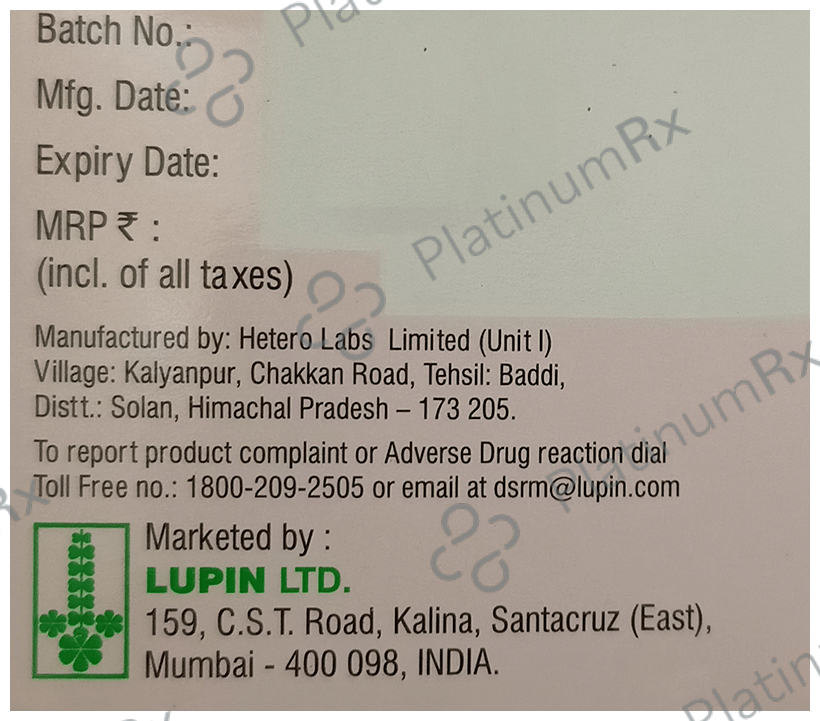 Batch No.:
Mfg. Date:
Expiry Date:
MRP ₹ :
(incl. of all taxes)
Manufactured by: Hetero Labs Limited (Unit I)
Village: Kalyanpur, Chakkan Road, Tehsil: Baddi,
Distt.: Solan, Himachal Pradesh – 173 205.
To report product complaint or Adverse Drug reaction dial
Toll Free no.: 1800-209-2505 or email at dsrm@lupin.com
Marketed by :
LUPIN LTD.
159, C.S.T. Road, Kalina, Santacruz (East),
Mumbai - 400 098, INDIA.
PlatinumRx
PlatinumRx